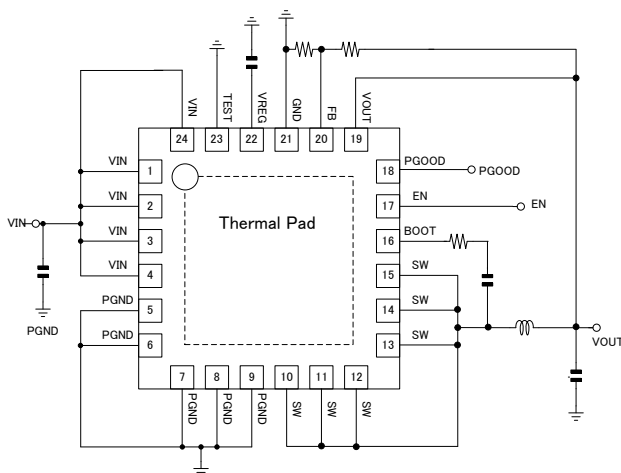 VIN
TEST
VREG
GND
FB
VOUT
24
23
22
21
20
19
VIN
1
VIN
2
VIN
3
VIN
4
PGND
5
PGND
6
VIN
PGND
Thermal Pad
18
PGOOD
PGOOD
17
EN
EN
16
BOOT
15
SW
14
SW
13
SW
VOUT
7
8
9
10
11
12
PGND
PGND
PGND
SW
SW
SW